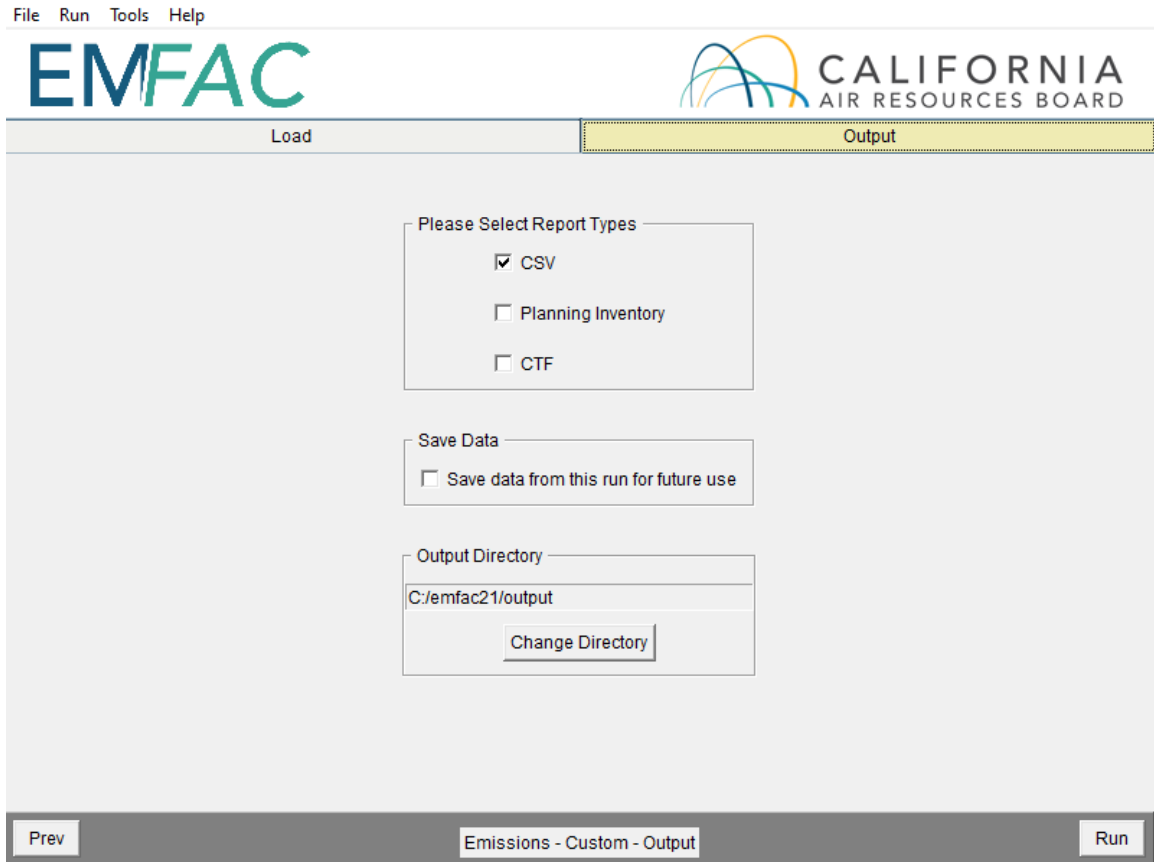 File Run Tools Help
EMFAC
CALIFORNIA
AIR RESOURCES BOARD
Load Output
Please Select Report Types
CSV
Planning Inventory
CTF
Save Data
Save data from this run for future use
Output Directory
C:/emfac21/output
Change Directory
Prev Emissions - Custom - Output Run